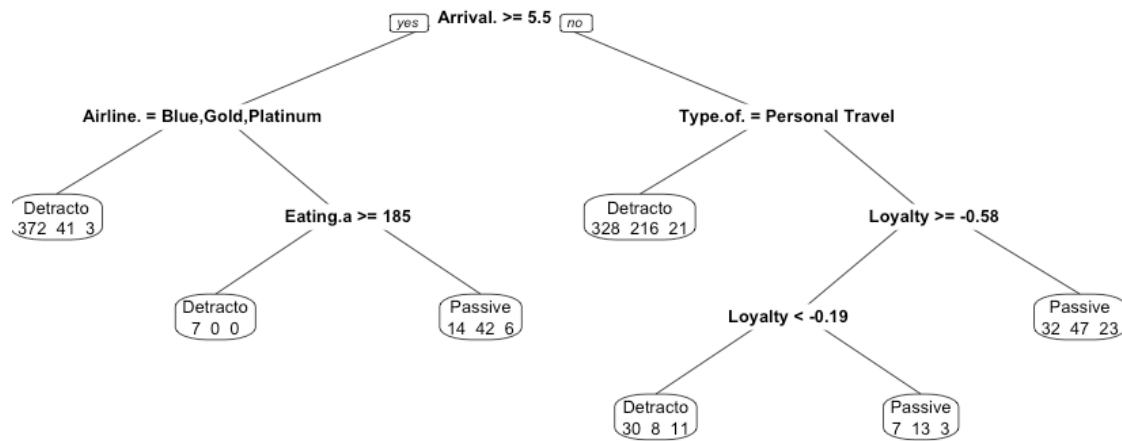 yes Arrival. >= 5.5 no
Airline. = Blue,Gold,Platinum
Type.of. = Personal Travel
Detracto
372 41 3
Eating.a >= 185
Detracto
328 216 21
Loyalty >= -0.58
Detracto
7 0 0
Passive
14 42 6
Loyalty < -0.19
Passive
32 47 23
Detracto
30 8 11
Passive
7 13 3